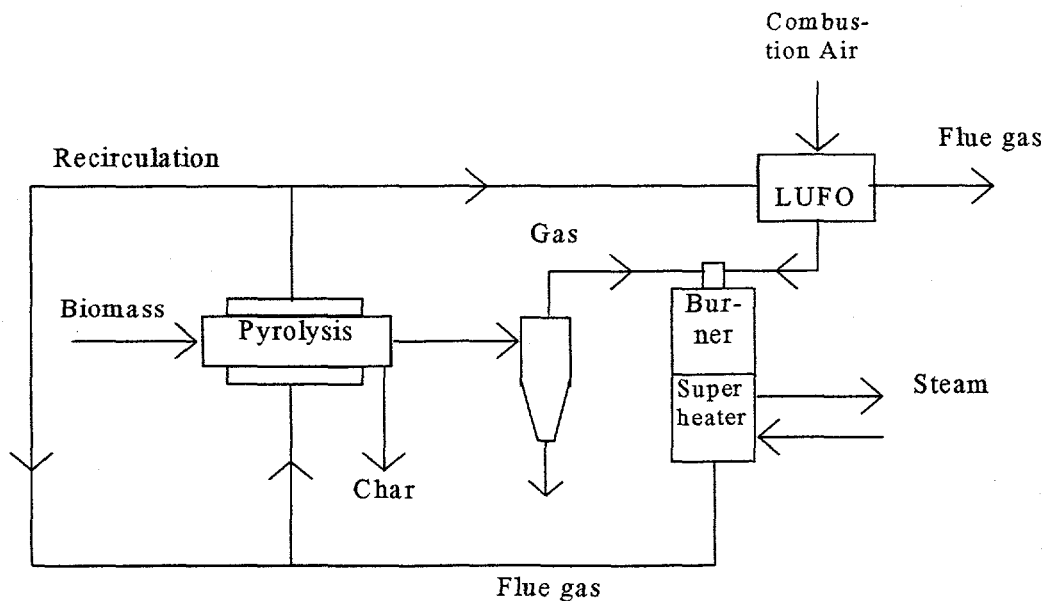 Combus-
tion Air
Flue gas
Recirculation
LUFO
Gas
Biomass
Pyrolysis
Bur-
ner
Super
heater
Steam
Char
Flue gas